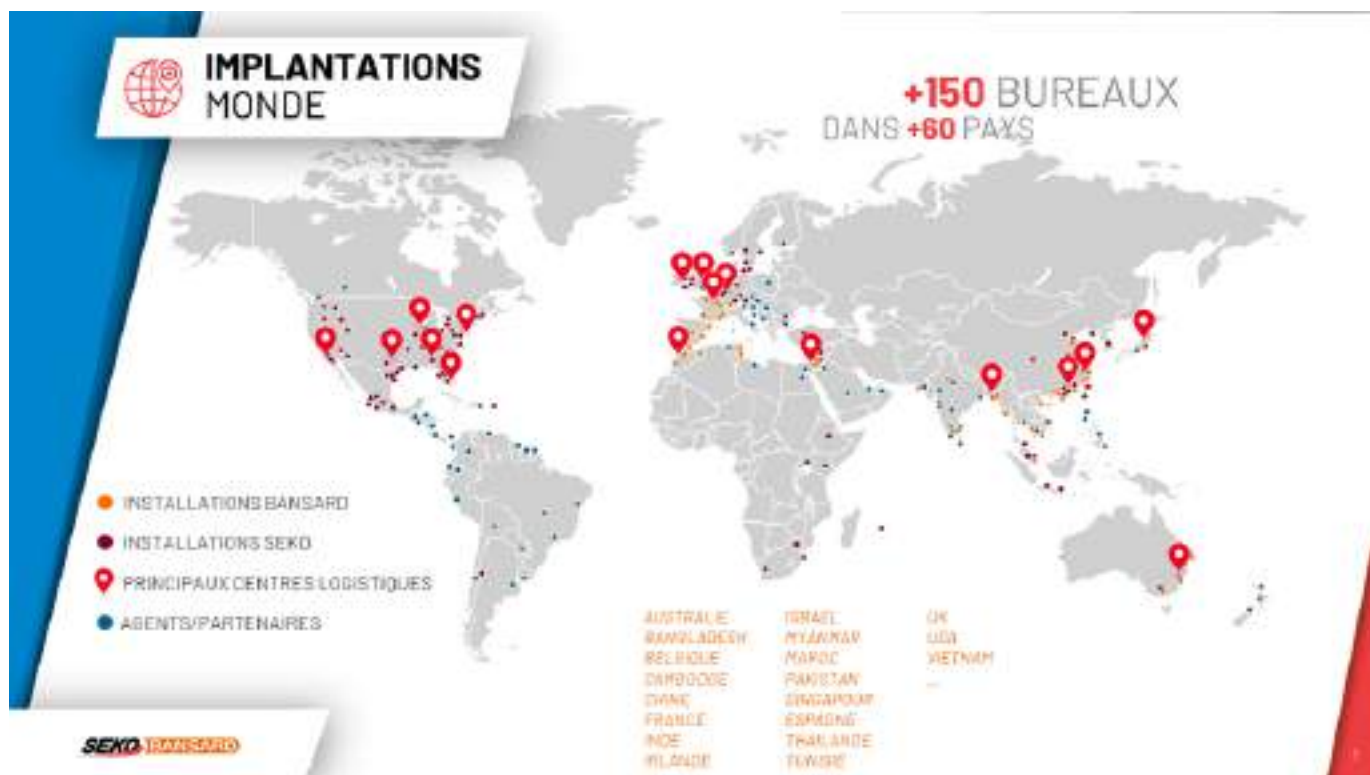 IMPLANTATIONS
MONDE
+150 BUREAUX
DANS +60 PAYS
INSTALLATIONS BANSARD
INSTALLATIONS SEKO
PRINCIPAUX CENTRES LOGISTIQUES
AGENTS/PARTENAIRES
AUSTRALIE
BANGLADESH
BELGIQUE
CAMBODGE
CHINE
FRANCE
INDE
IRLANDE
ISRAEL
MYANMAR
MAROC
PAKISTAN
SINGAPOUR
ESPAGNE
THAILANDE
TUNISIE
UK
USA
VIETNAM
...
SEKO BANSARD